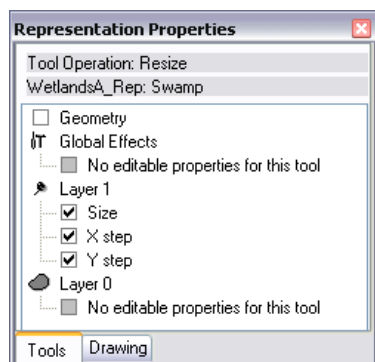 Representation Properties
Tool Operation: Resize
WetlandsA_Rep: Swamp
Geometry
Global Effects
No editable properties for this tool
Layer 1
Size
X step
Y step
Layer 0
No editable properties for this tool
Tools Drawing